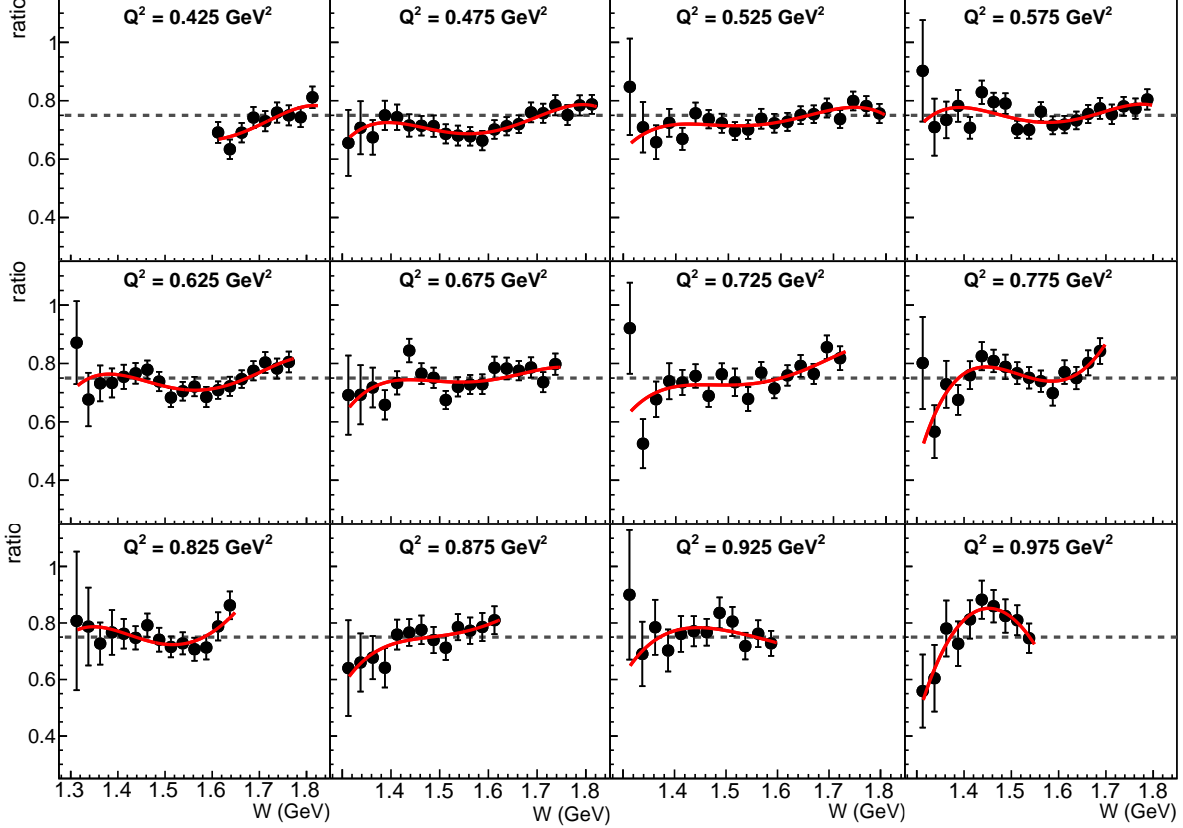 ratio
Q² = 0.425 GeV²
Q² = 0.475 GeV²
Q² = 0.525 GeV²
Q² = 0.575 GeV²
1
0.8
0.6
0.4
ratio
Q² = 0.625 GeV²
Q² = 0.675 GeV²
Q² = 0.725 GeV²
Q² = 0.775 GeV²
1
0.8
0.6
0.4
ratio
Q² = 0.825 GeV²
Q² = 0.875 GeV²
Q² = 0.925 GeV²
Q² = 0.975 GeV²
1
0.8
0.6
0.4
1.3 1.4 1.5 1.6 1.7 1.8
1.4 1.5 1.6 1.7 1.8
1.4 1.5 1.6 1.7 1.8
1.4 1.5 1.6 1.7 1.8
W (GeV)
W (GeV)
W (GeV)
W (GeV)